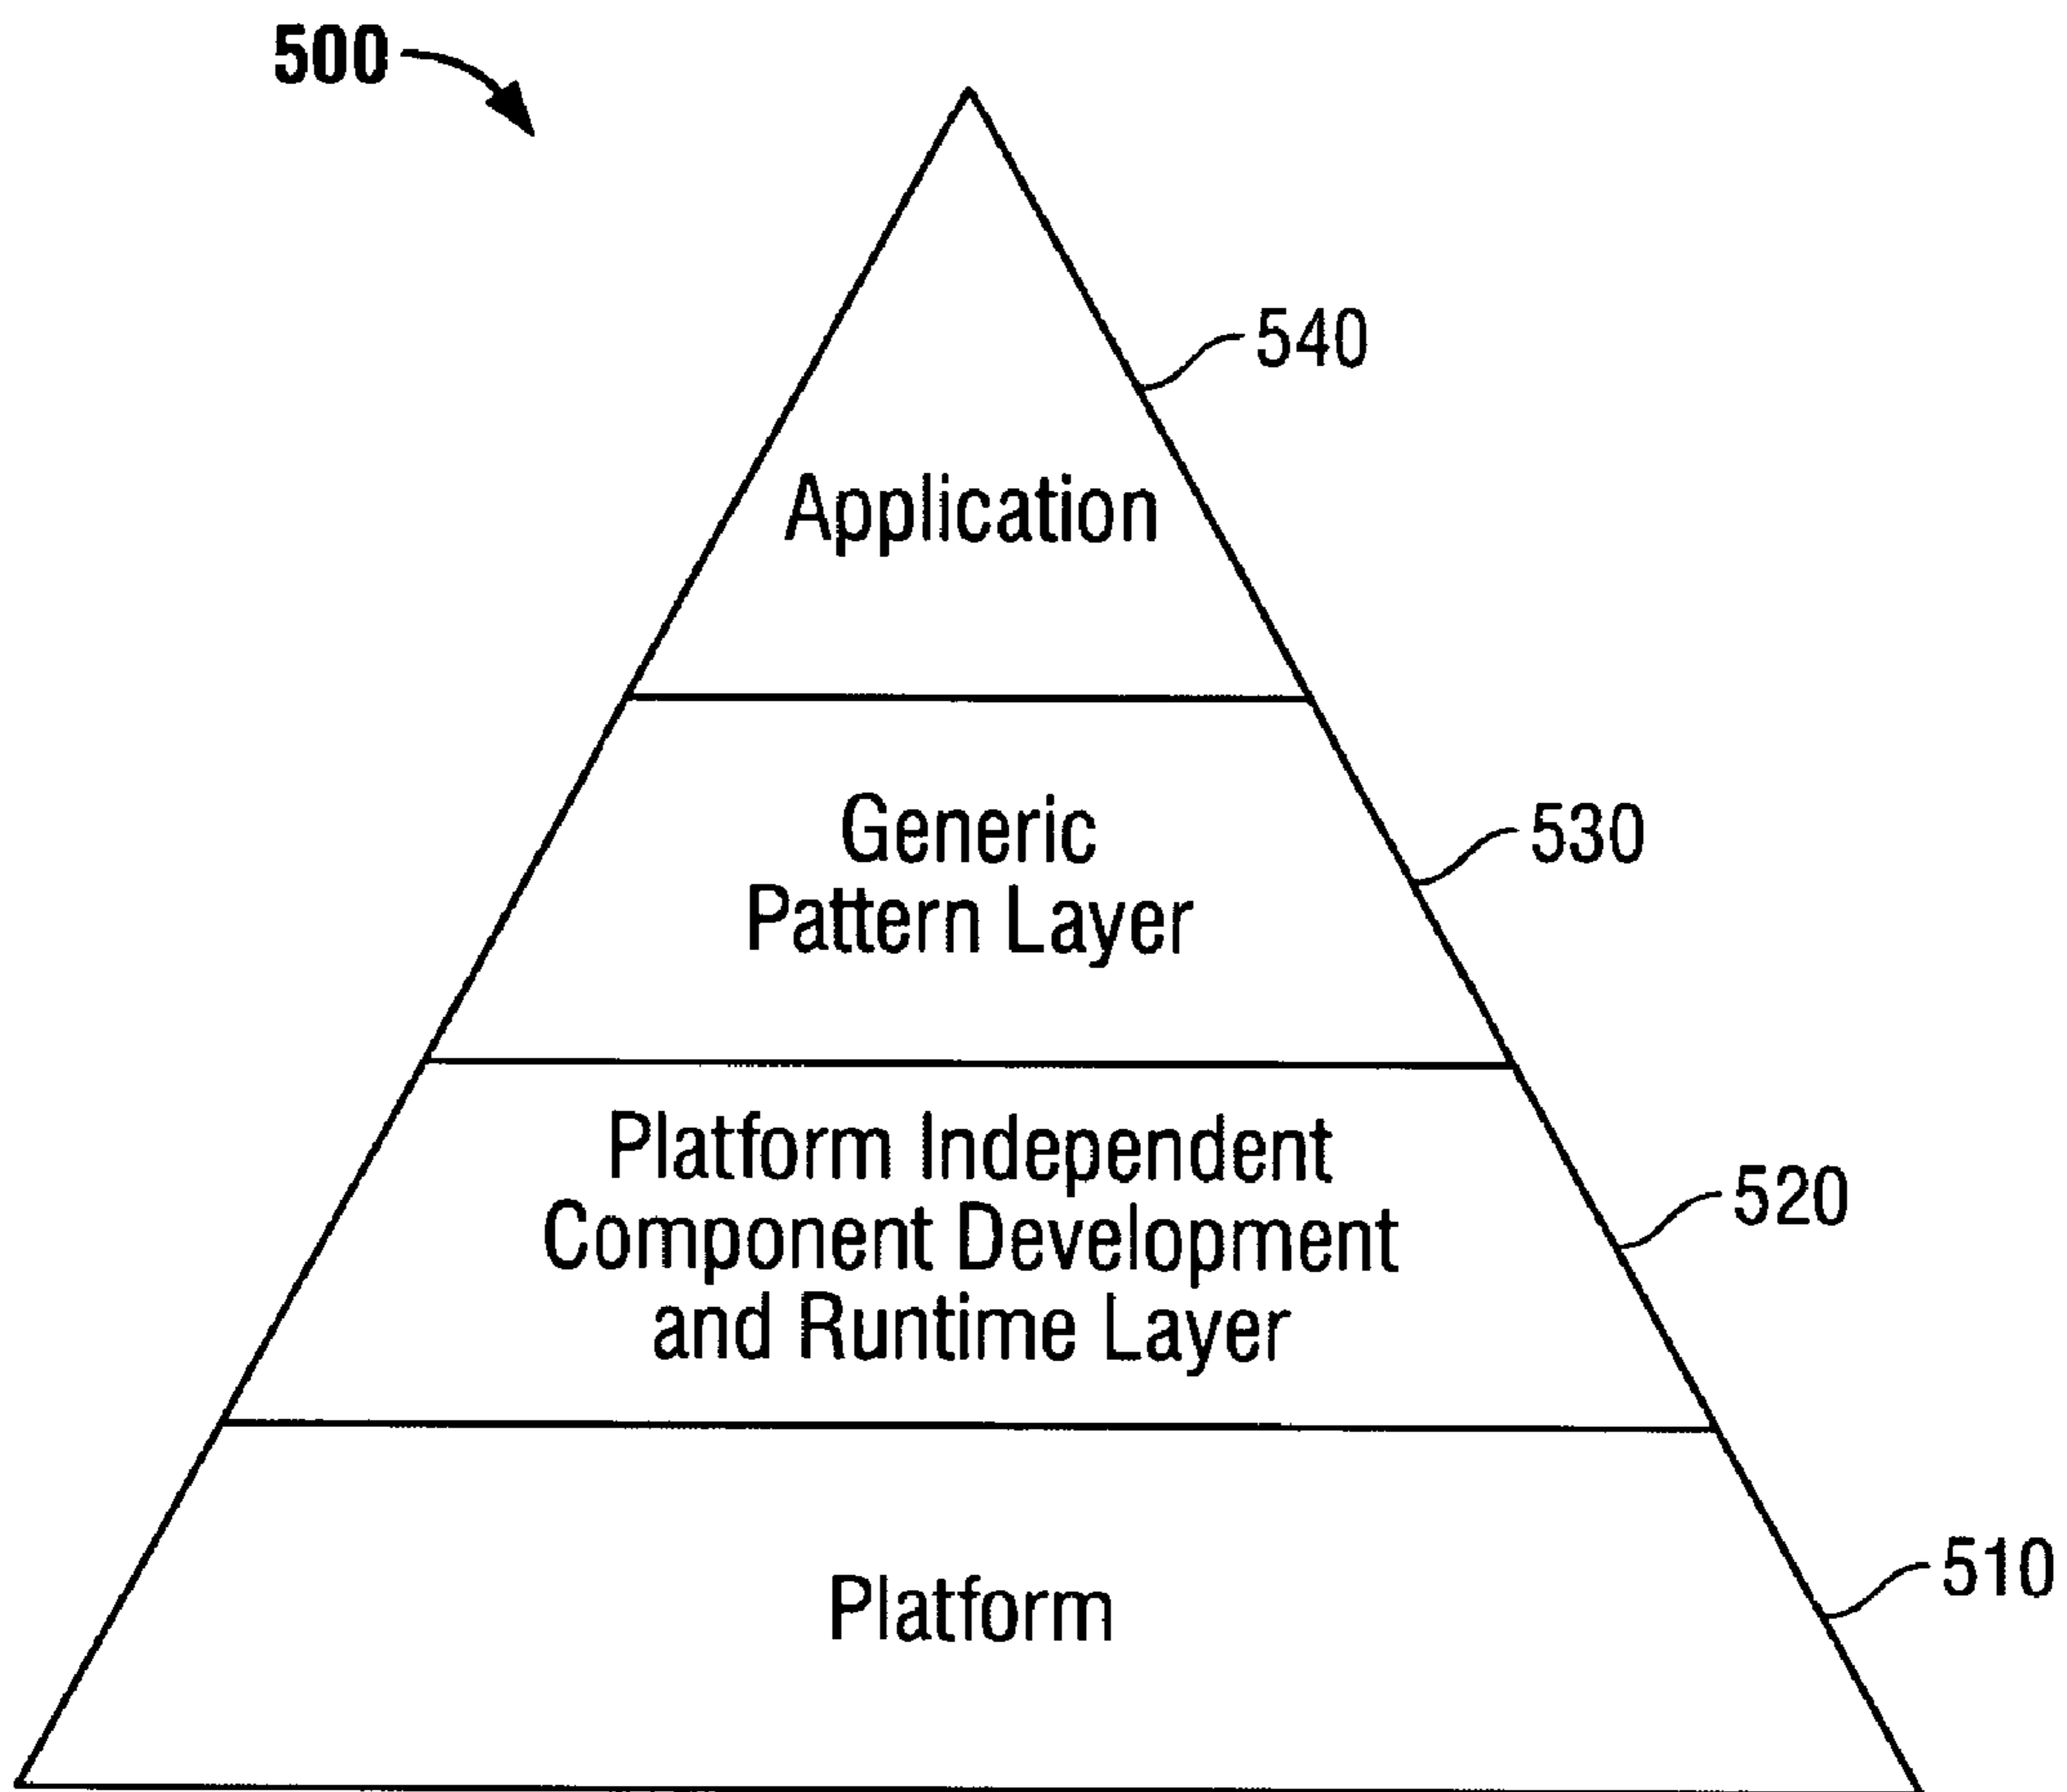 500
540
Application
Generic
530
Pattern Layer
Platform Independent
520
Component Development
and Runtime Layer
510
Platform